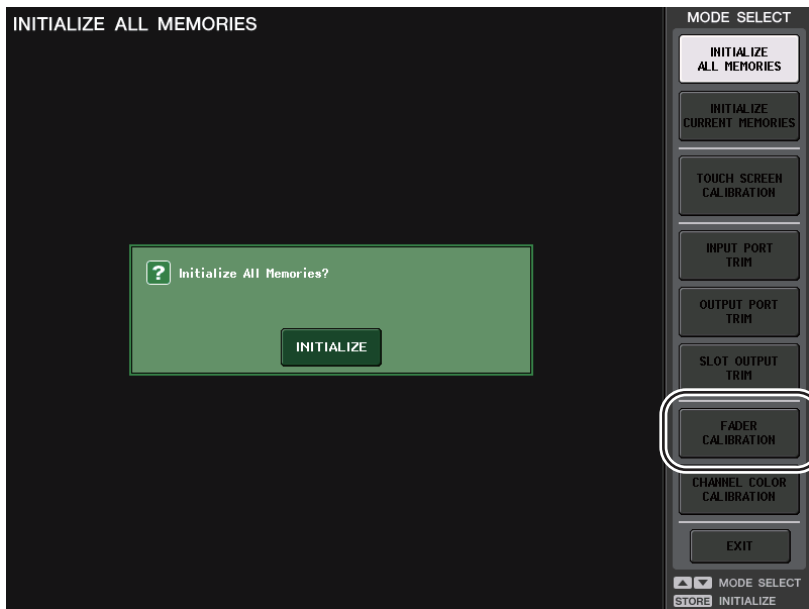 INITIALIZE ALL MEMORIES
? Initialize All Memories?
INITIALIZE
MODE SELECT
INITIALIZE
ALL MEMORIES
INITIALIZE
CURRENT MEMORIES
TOUCH SCREEN
CALIBRATION
INPUT PORT
TRIM
OUTPUT PORT
TRIM
SLOT OUTPUT
TRIM
FADER
CALIBRATION
CHANNEL COLOR
CALIBRATION
EXIT
MODE SELECT
STORE INITIALIZE